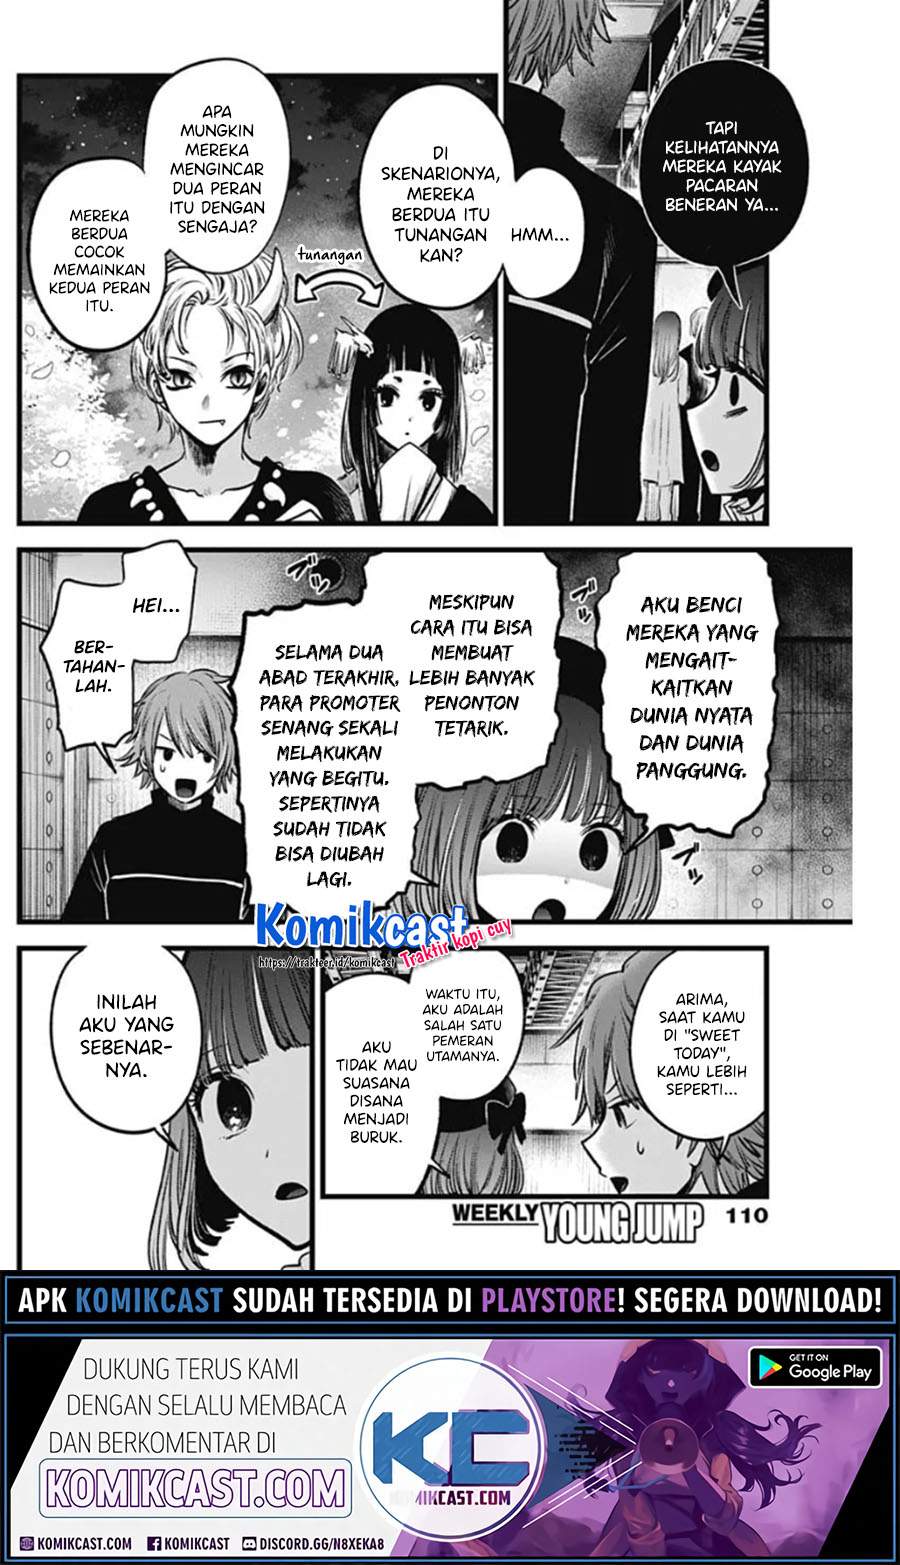 TAPI
KELIHATANNYA
MEREKA KAYAK
PACARAN
BENERAN YA...
HMM...
DI
SKENARIONYA,
MEREKA
BERDUA ITU
TUNANGAN
KAN?
tunangan
APA
MUNGKIN
MEREKA
MENGINCAR
DUA PERAN
ITU DENGAN
SENGAJA?
MEREKA
BERDUA
COCOK
MEMAINKAN
KEDUA PERAN
ITU.
AKU BENCI
MEREKA YANG
MENGAIT-
KAITKAN
DUNIA NYATA
DAN DUNIA
PANGGUNG.
MESKIPUN
CARA ITU BISA
MEMBUAT
LEBIH BANYAK
PENONTON
TETARIK.
SELAMA DUA
ABAD TERAKHIR,
PARA PROMOTER
SENANG SEKALI
MELAKUKAN
YANG BEGITU.
SEPERTINYA
SUDAH TIDAK
BISA DIUBAH
LAGI.
HEI...
BER-
TAHAN-
LAH.
Komikcast
https://trakteer.id/komikcast
Traktir kopi cuy
ARIMA,
SAAT KAMU
DI "SWEET
TODAY",
KAMU LEBIH
SEPERTI...
WAKTU ITU,
AKU ADALAH
SALAH SATU
PEMERAN
UTAMANYA.
AKU
TIDAK MAU
SUASANA
DISANA
MENJADI
BURUK.
INILAH
AKU YANG
SEBENAR-
NYA.
WEEKLY YOUNG JUMP 110
APK KOMIKCAST SUDAH TERSEDIA DI PLAYSTORE! SEGERA DOWNLOAD!
DUKUNG TERUS KAMI
DENGAN SELALU MEMBACA
DAN BERKOMENTAR DI
KOMIKCAST.COM
KOMIKCAST.COM KOMIKCAST DISCORD.GG/N8XEKA8
KC
KOMIKCAST.COM
GET IT ON
Google Play